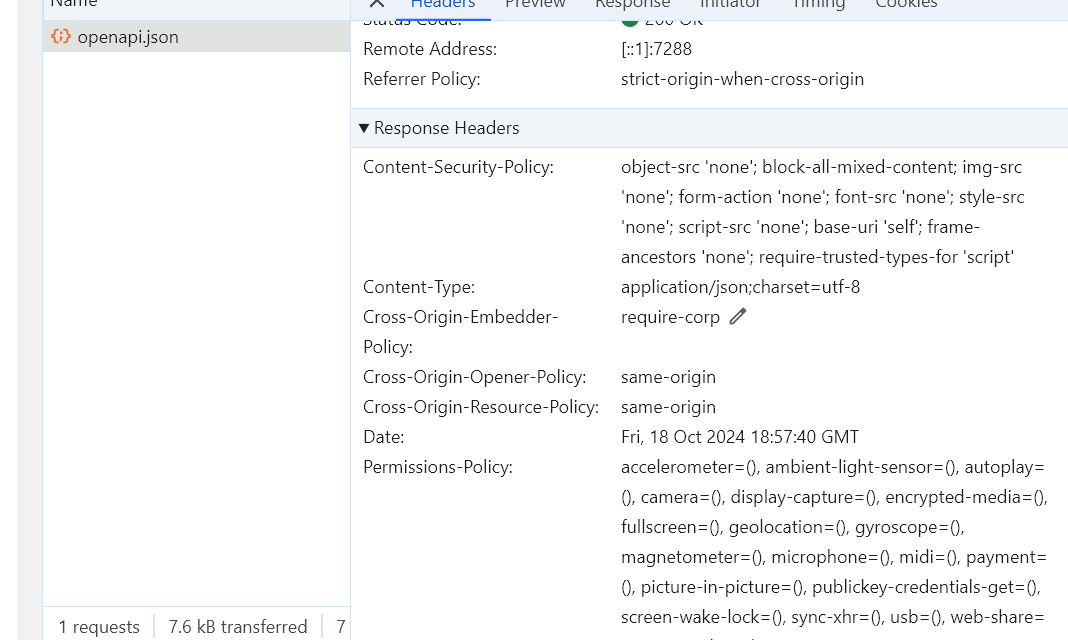 Name
Headers Preview Response Initiator Timing Cookies
openapi.json
Status Code: 200 OK
Remote Address: [::1]:7288
Referrer Policy: strict-origin-when-cross-origin
Response Headers
Content-Security-Policy: object-src 'none'; block-all-mixed-content; img-src
'none'; form-action 'none'; font-src 'none'; style-src
'none'; script-src 'none'; base-uri 'self'; frame-
ancestors 'none'; require-trusted-types-for 'script'
Content-Type: application/json;charset=utf-8
Cross-Origin-Embedder- require-corp
Policy:
Cross-Origin-Opener-Policy: same-origin
Cross-Origin-Resource-Policy: same-origin
Date: Fri, 18 Oct 2024 18:57:40 GMT
Permissions-Policy: accelerometer=(), ambient-light-sensor=(), autoplay=
(), camera=(), display-capture=(), encrypted-media=(),
fullscreen=(), geolocation=(), gyroscope=(),
magnetometer=(), microphone=(), midi=(), payment=
(), picture-in-picture=(), publickey-credentials-get=(),
screen-wake-lock=(), sync-xhr=(), usb=(), web-share=
1 requests 7.6 kB transferred 7